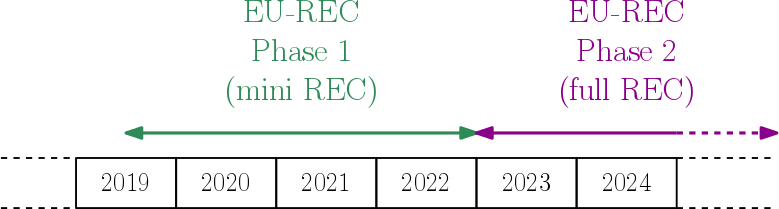 EU-REC
Phase 1
(mini REC)
EU-REC
Phase 2
(full REC)
2019 2020 2021 2022 2023 2024